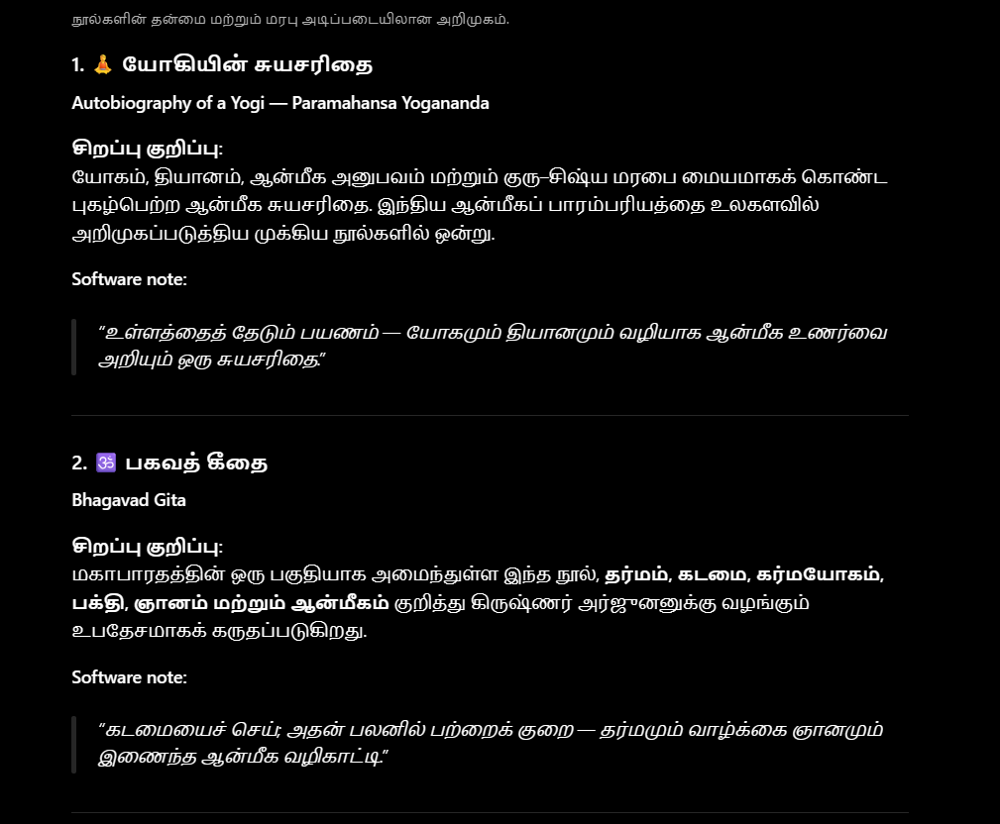 நூல்களின் தன்மை மற்றும் மரபு அடிப்படையிலான அறிமுகம்.
1. 🧘 யோகியின் சுயசரிதை
Autobiography of a Yogi — Paramahansa Yogananda
சிறப்பு குறிப்பு:
யோகம், தியானம், ஆன்மீக அனுபவம் மற்றும் குரு–சிஷ்ய மரபை மையமாகக் கொண்ட
புகழ்பெற்ற ஆன்மீக சுயசரிதை. இந்திய ஆன்மீகப் பாரம்பரியத்தை உலகளவில்
அறிமுகப்படுத்திய முக்கிய நூல்களில் ஒன்று.
Software note:
“உள்ளத்தைத் தேடும் பயணம் — யோகமும் தியானமும் வழியாக ஆன்மீக உணர்வை
அறியும் ஒரு சுயசரிதை.”
2. 🕉 பகவத் கீதை
Bhagavad Gita
சிறப்பு குறிப்பு:
மகாபாரதத்தின் ஒரு பகுதியாக அமைந்துள்ள இந்த நூல், தர்மம், கடமை, கர்மயோகம்,
பக்தி, ஞானம் மற்றும் ஆன்மீகம் குறித்து கிருஷ்ணர் அர்ஜுனனுக்கு வழங்கும்
உபதேசமாகக் கருதப்படுகிறது.
Software note:
“கடமையைச் செய்; அதன் பலனில் பற்றைக் குறை — தர்மமும் வாழ்க்கை ஞானமும்
இணைந்த ஆன்மீக வழிகாட்டி.”